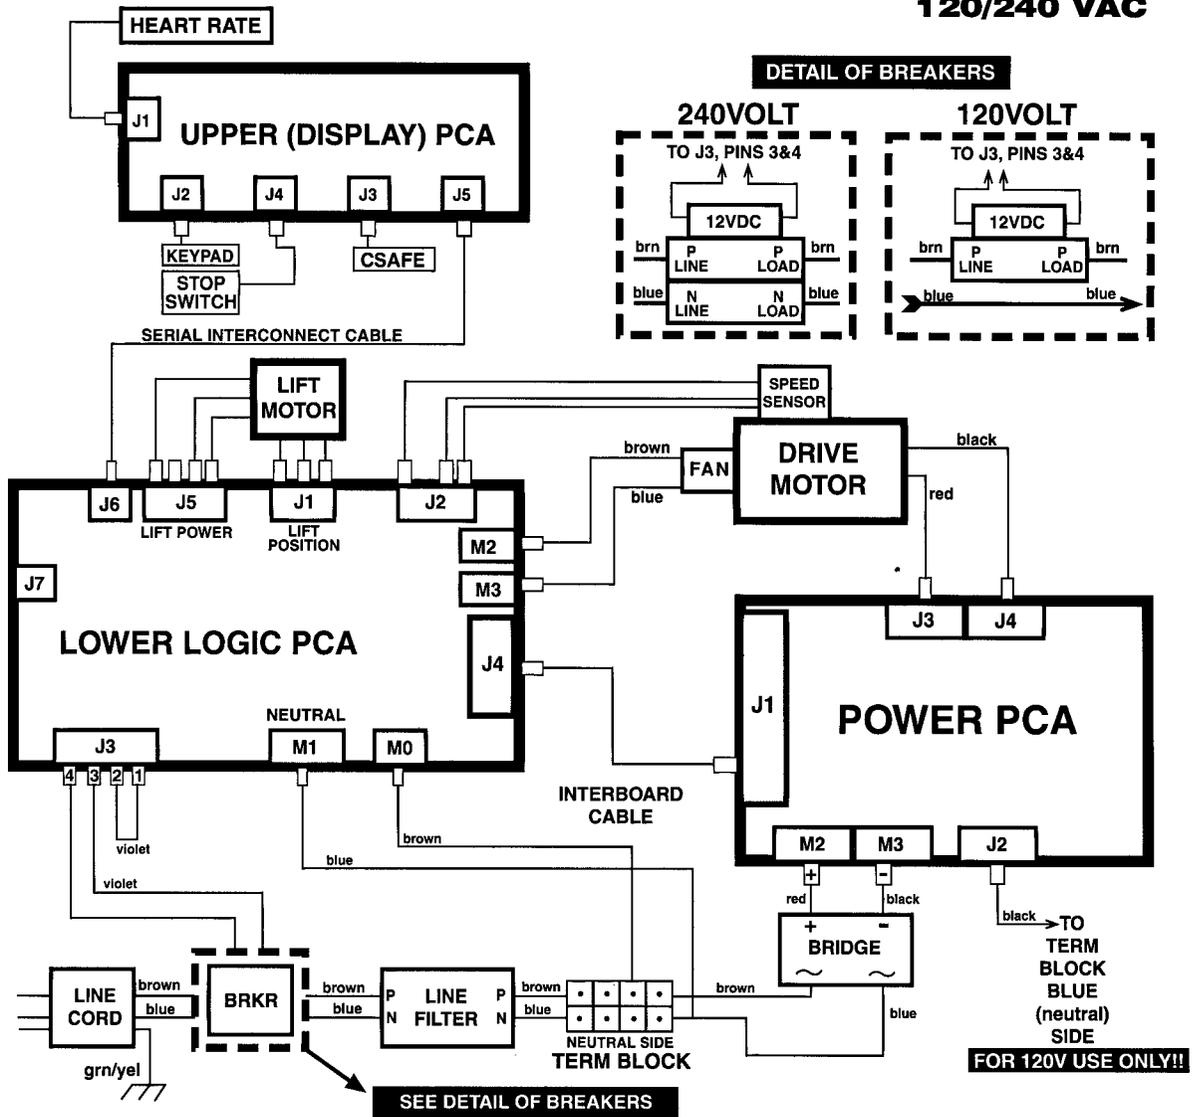 120/240 VAC
HEART RATE
DETAIL OF BREAKERS
J1
UPPER (DISPLAY) PCA
J2
J4
J3
J5
KEYPAD
STOP
SWITCH
CSAFE
240VOLT
TO J3, PINS 3&4
12VDC
brn
P
LINE
P
LOAD
brn
blue
N
LINE
N
LOAD
blue
120VOLT
TO J3, PINS 3&4
12VDC
brn
P
LINE
P
LOAD
brn
blue
blue
SERIAL INTERCONNECT CABLE
LIFT
MOTOR
SPEED
SENSOR
DRIVE
MOTOR
FAN
brown
blue
black
red
J6
J5
LIFT POWER
J1
LIFT
POSITION
J2
M2
M3
J7
LOWER LOGIC PCA
J4
NEUTRAL
J3
M1
M0
4
3
2
1
violet
violet
brown
blue
INTERBOARD
CABLE
J3
J4
J1
POWER PCA
M2
M3
J2
+
-
red
black
+
-
BRIDGE
black
TO
TERM
BLOCK
BLUE
(neutral)
SIDE
FOR 120V USE ONLY!!
LINE
CORD
brown
blue
grn/yel
BRKR
brown
blue
P
N
LINE
FILTER
P
N
brown
blue
NEUTRAL SIDE
TERM BLOCK
brown
blue
SEE DETAIL OF BREAKERS